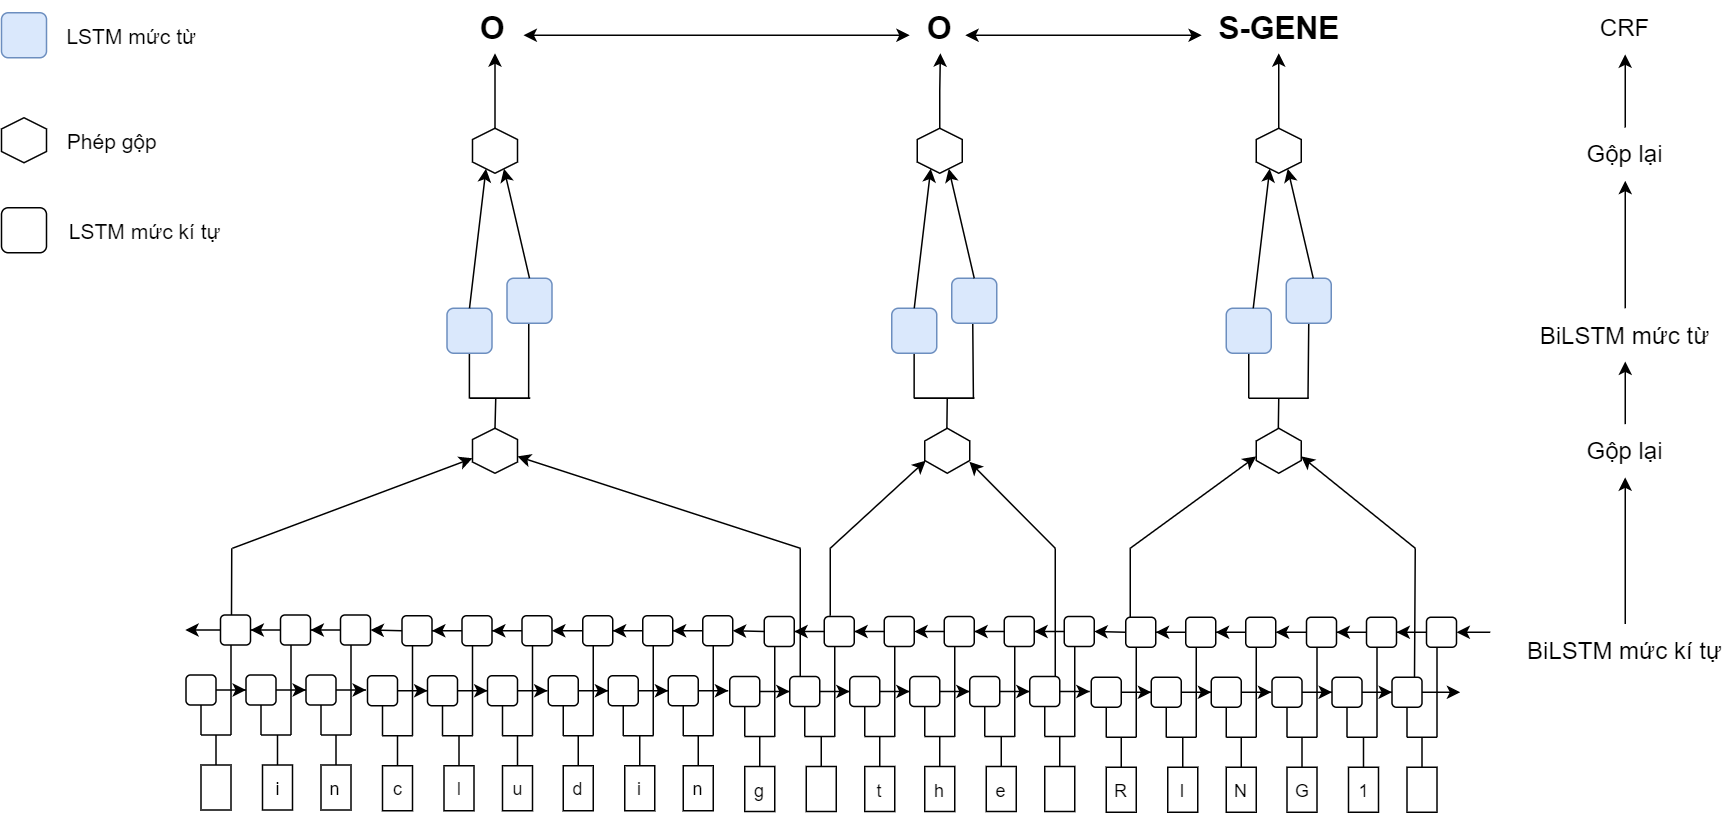 O O S-GENE CRF
LSTM mức từ
Phép gộp
Gộp lại
LSTM mức kí tự
BiLSTM mức từ
Gộp lại
BiLSTM mức kí tự
i n c l u d i n g t h e R I N G 1